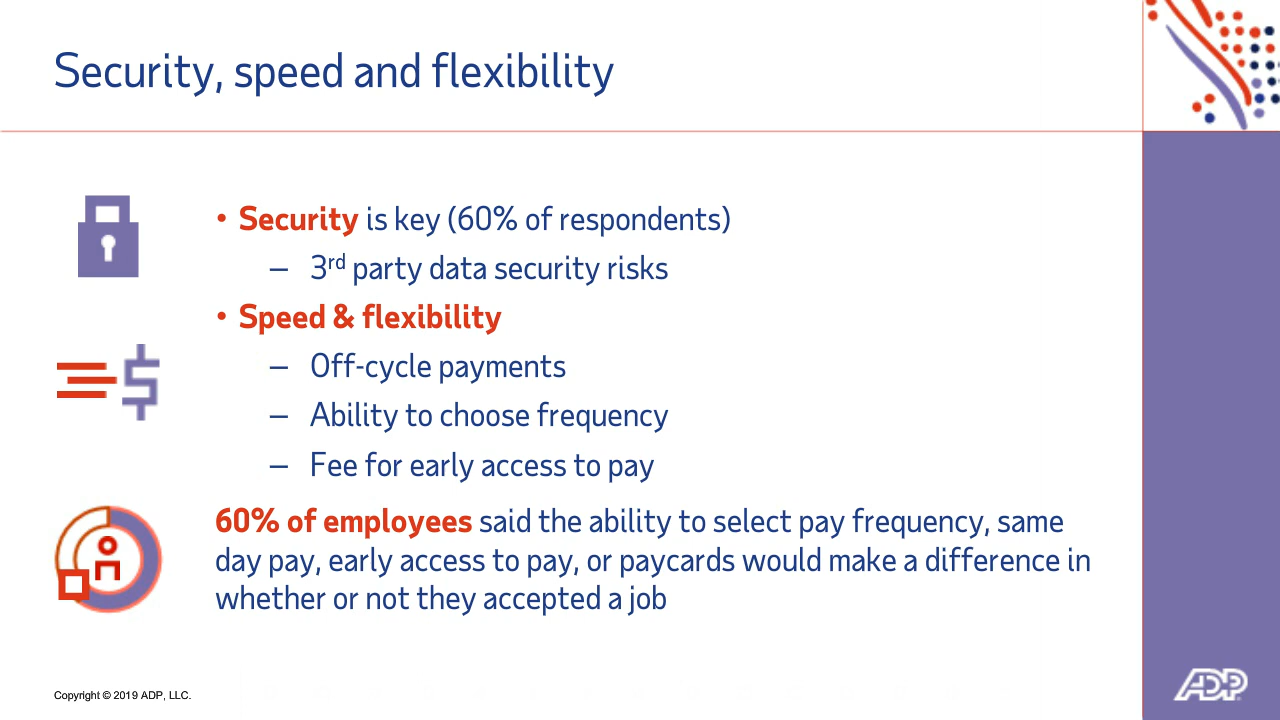 Security, speed and flexibility
• Security is key (60% of respondents)
– 3rd party data security risks
• Speed & flexibility
– Off-cycle payments
– Ability to choose frequency
– Fee for early access to pay
60% of employees said the ability to select pay frequency, same
day pay, early access to pay, or paycards would make a difference in
whether or not they accepted a job
Copyright © 2019 ADP, LLC.
ADP